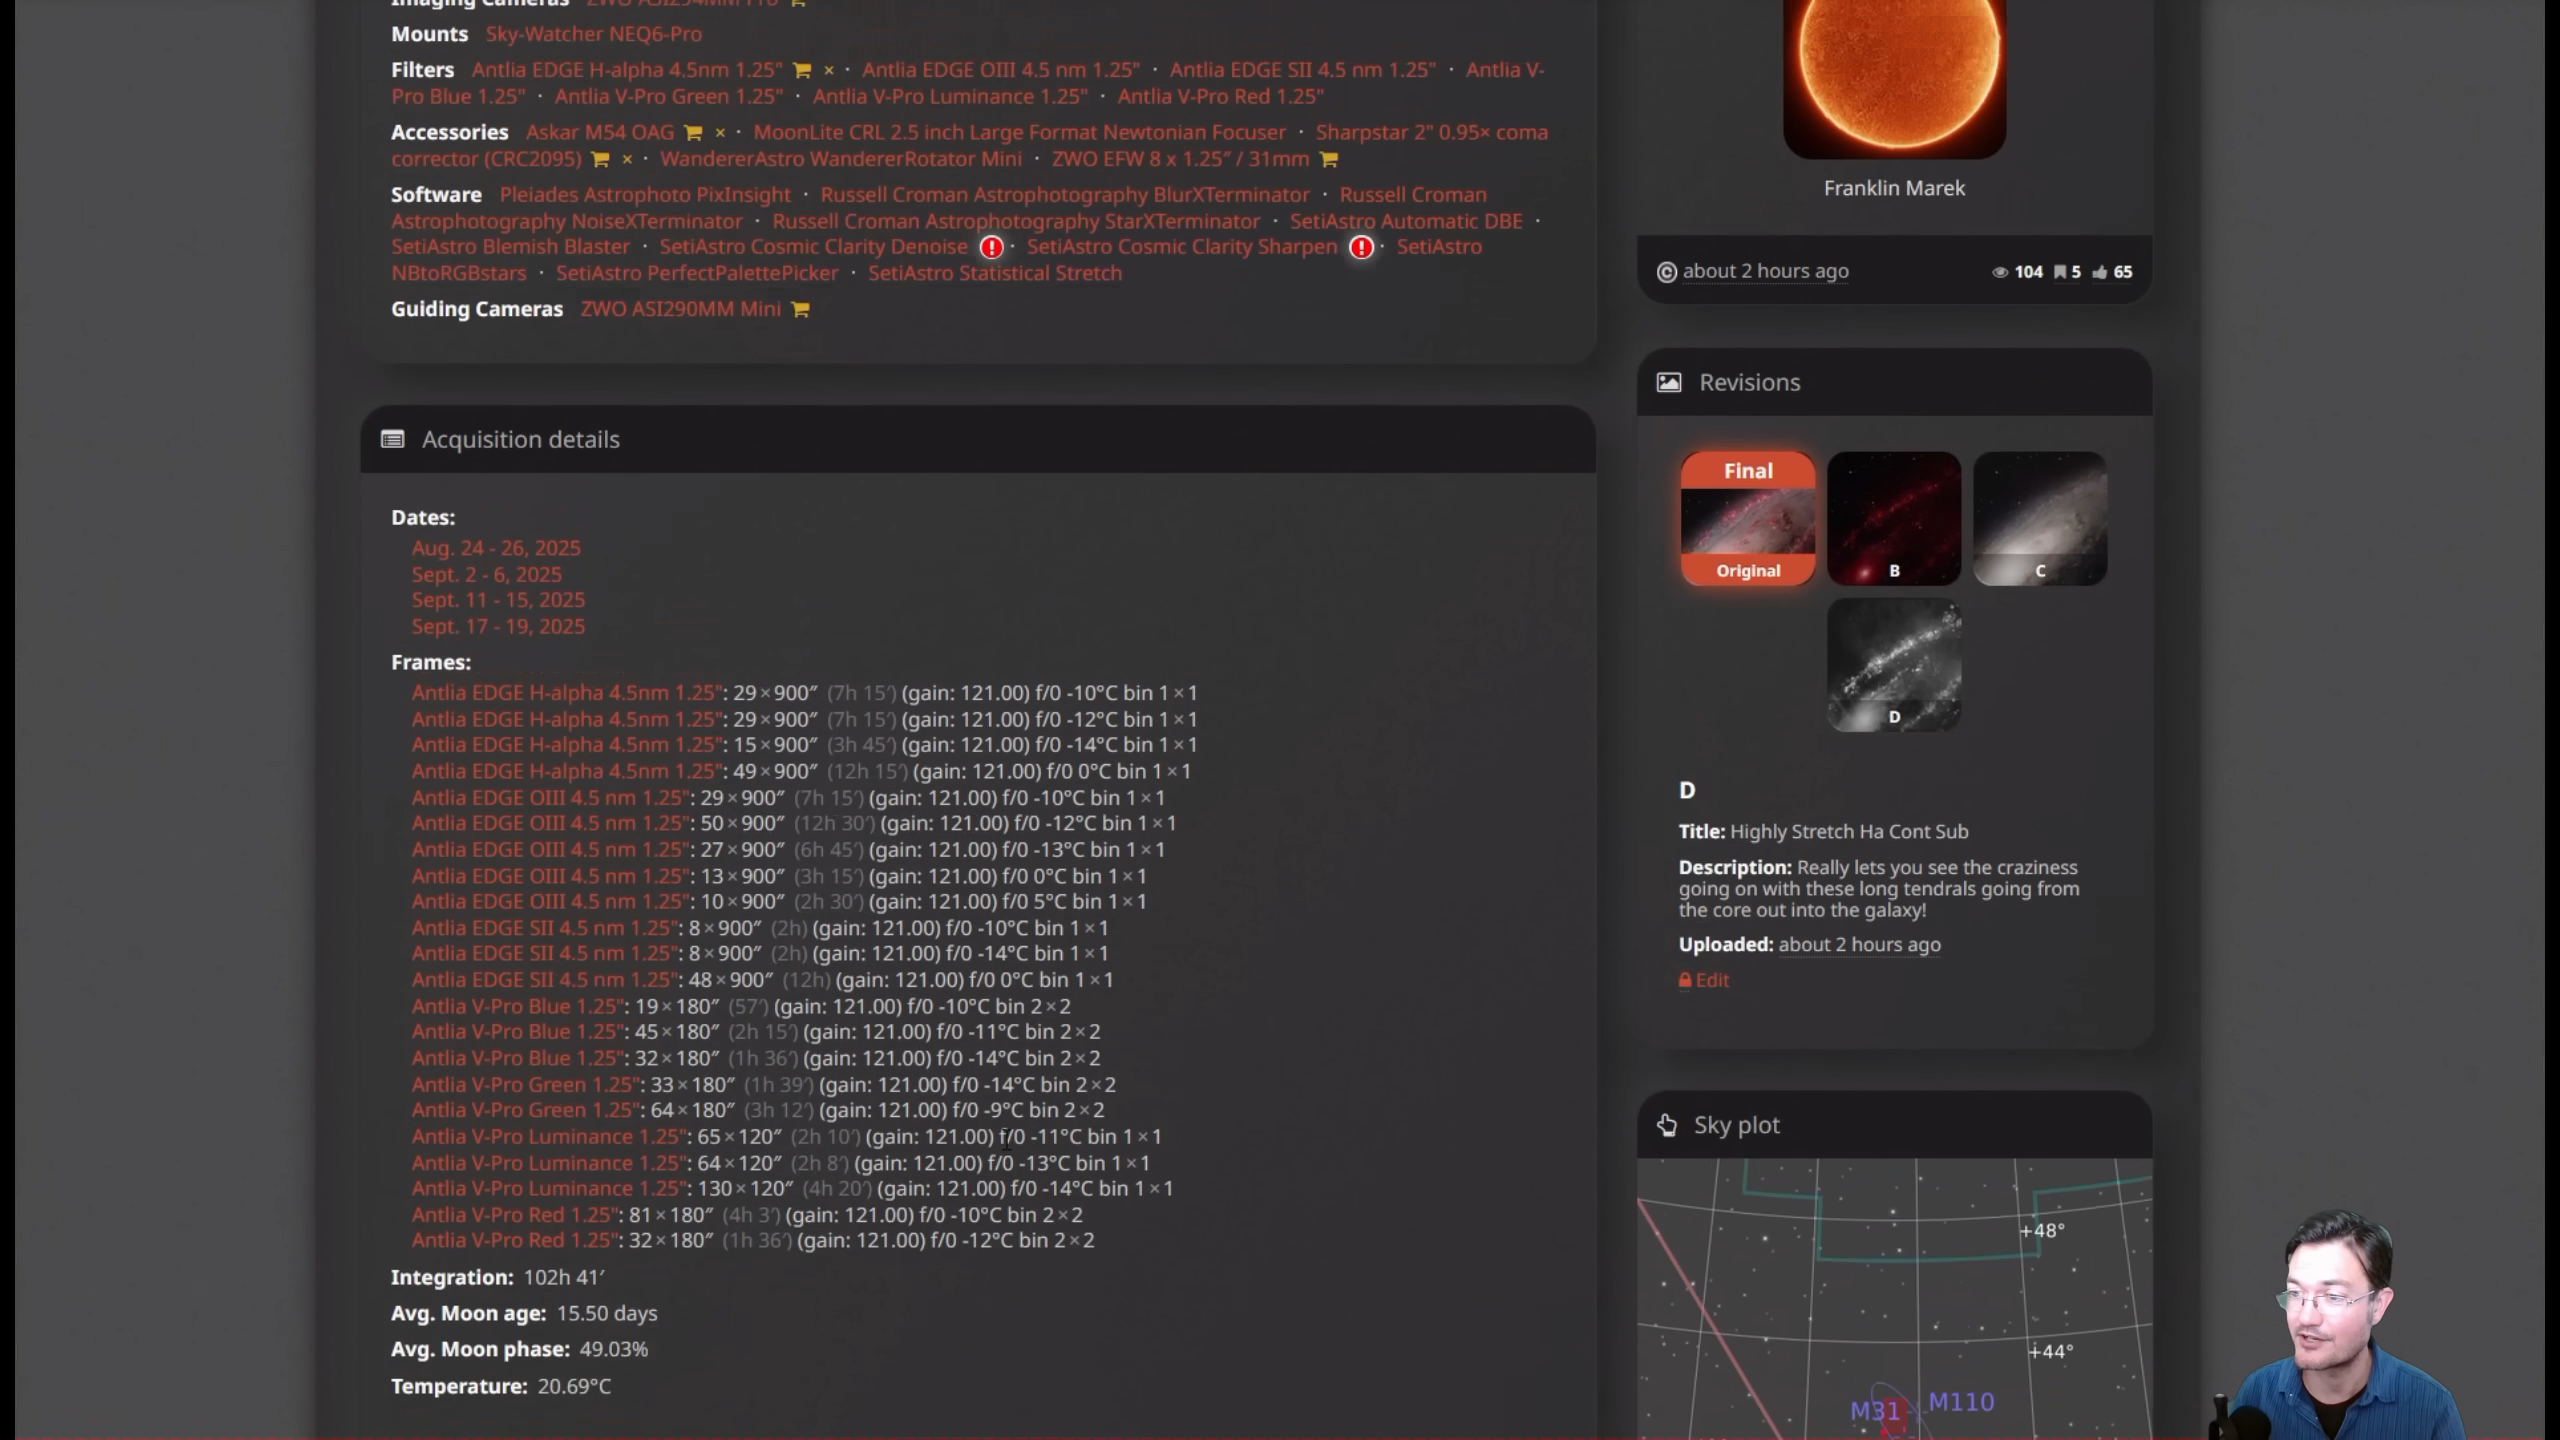 Imaging Cameras ZWO ASI294MM Pro
Mounts Sky-Watcher NEQ6-Pro
Filters Antlia EDGE H-alpha 4.5nm 1.25" × · Antlia EDGE OIII 4.5 nm 1.25" · Antlia EDGE SII 4.5 nm 1.25" · Antlia V-
Pro Blue 1.25" · Antlia V-Pro Green 1.25" · Antlia V-Pro Luminance 1.25" · Antlia V-Pro Red 1.25"
Accessories Askar M54 OAG × · MoonLite CRL 2.5 inch Large Format Newtonian Focuser · Sharpstar 2" 0.95× coma
corrector (CRC2095) × · WandererAstro WandererRotator Mini · ZWO EFW 8 x 1.25″ / 31mm
Software Pleiades Astrophoto PixInsight · Russell Croman Astrophotography BlurXTerminator · Russell Croman
Astrophotography NoiseXTerminator · Russell Croman Astrophotography StarXTerminator · SetiAstro Automatic DBE ·
SetiAstro Blemish Blaster · SetiAstro Cosmic Clarity Denoise ! · SetiAstro Cosmic Clarity Sharpen ! · SetiAstro
NBtoRGBstars · SetiAstro PerfectPalettePicker · SetiAstro Statistical Stretch
Guiding Cameras ZWO ASI290MM Mini
Acquisition details
Dates:
Aug. 24 - 26, 2025
Sept. 2 - 6, 2025
Sept. 11 - 15, 2025
Sept. 17 - 19, 2025
Frames:
Antlia EDGE H-alpha 4.5nm 1.25": 29×900″ (7h 15′) (gain: 121.00) f/0 -10°C bin 1×1
Antlia EDGE H-alpha 4.5nm 1.25": 29×900″ (7h 15′) (gain: 121.00) f/0 -12°C bin 1×1
Antlia EDGE H-alpha 4.5nm 1.25": 15×900″ (3h 45′) (gain: 121.00) f/0 -14°C bin 1×1
Antlia EDGE H-alpha 4.5nm 1.25": 49×900″ (12h 15′) (gain: 121.00) f/0 0°C bin 1×1
Antlia EDGE OIII 4.5 nm 1.25": 29×900″ (7h 15′) (gain: 121.00) f/0 -10°C bin 1×1
Antlia EDGE OIII 4.5 nm 1.25": 50×900″ (12h 30′) (gain: 121.00) f/0 -12°C bin 1×1
Antlia EDGE OIII 4.5 nm 1.25": 27×900″ (6h 45′) (gain: 121.00) f/0 -13°C bin 1×1
Antlia EDGE OIII 4.5 nm 1.25": 13×900″ (3h 15′) (gain: 121.00) f/0 0°C bin 1×1
Antlia EDGE OIII 4.5 nm 1.25": 10×900″ (2h 30′) (gain: 121.00) f/0 5°C bin 1×1
Antlia EDGE SII 4.5 nm 1.25": 8×900″ (2h) (gain: 121.00) f/0 -10°C bin 1×1
Antlia EDGE SII 4.5 nm 1.25": 8×900″ (2h) (gain: 121.00) f/0 -14°C bin 1×1
Antlia EDGE SII 4.5 nm 1.25": 48×900″ (12h) (gain: 121.00) f/0 0°C bin 1×1
Antlia V-Pro Blue 1.25": 19×180″ (57′) (gain: 121.00) f/0 -10°C bin 2×2
Antlia V-Pro Blue 1.25": 45×180″ (2h 15′) (gain: 121.00) f/0 -11°C bin 2×2
Antlia V-Pro Blue 1.25": 32×180″ (1h 36′) (gain: 121.00) f/0 -14°C bin 2×2
Antlia V-Pro Green 1.25": 33×180″ (1h 39′) (gain: 121.00) f/0 -14°C bin 2×2
Antlia V-Pro Green 1.25": 64×180″ (3h 12′) (gain: 121.00) f/0 -9°C bin 2×2
Antlia V-Pro Luminance 1.25": 65×120″ (2h 10′) (gain: 121.00) f/0 -11°C bin 1×1
Antlia V-Pro Luminance 1.25": 64×120″ (2h 8′) (gain: 121.00) f/0 -13°C bin 1×1
Antlia V-Pro Luminance 1.25": 130×120″ (4h 20′) (gain: 121.00) f/0 -14°C bin 1×1
Antlia V-Pro Red 1.25": 81×180″ (4h 3′) (gain: 121.00) f/0 -10°C bin 2×2
Antlia V-Pro Red 1.25": 32×180″ (1h 36′) (gain: 121.00) f/0 -12°C bin 2×2
Integration: 102h 41′
Avg. Moon age: 15.50 days
Avg. Moon phase: 49.03%
Temperature: 20.69°C
Franklin Marek
© about 2 hours ago 104 5 65
Revisions
Final
Original
B
C
D
D
Title: Highly Stretch Ha Cont Sub
Description: Really lets you see the craziness
going on with these long tendrals going from
the core out into the galaxy!
Uploaded: about 2 hours ago
Edit
Sky plot
+48°
+44°
M31
M110